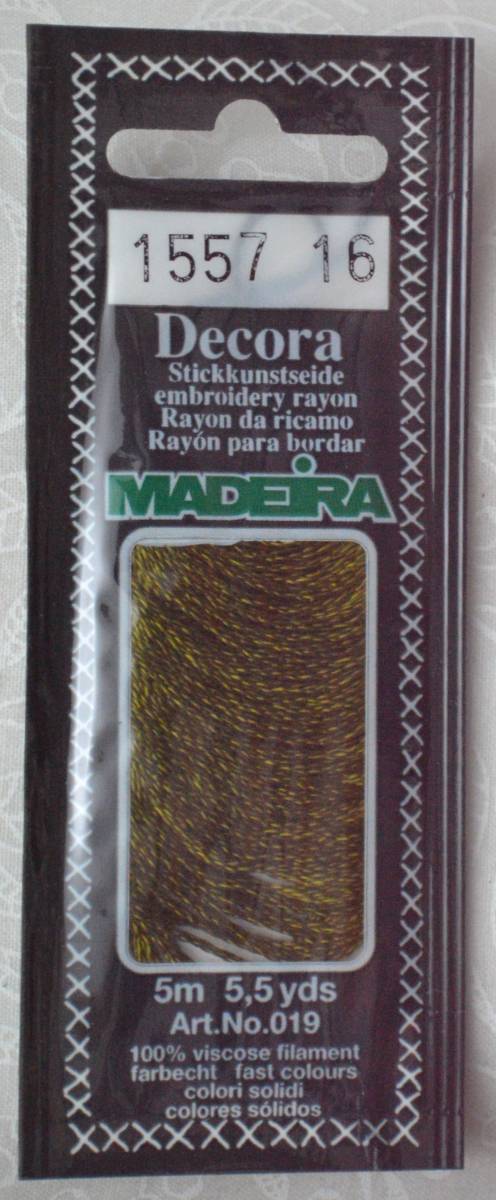 1557 16
Decora
Stickkunstseide
embroidery rayon
Rayon da ricamo
Rayón para bordar
MADEIRA
5m 5,5 yds
Art.No.019
100% viscose filament
farbecht fast colours
colori solidi
colores sólidos